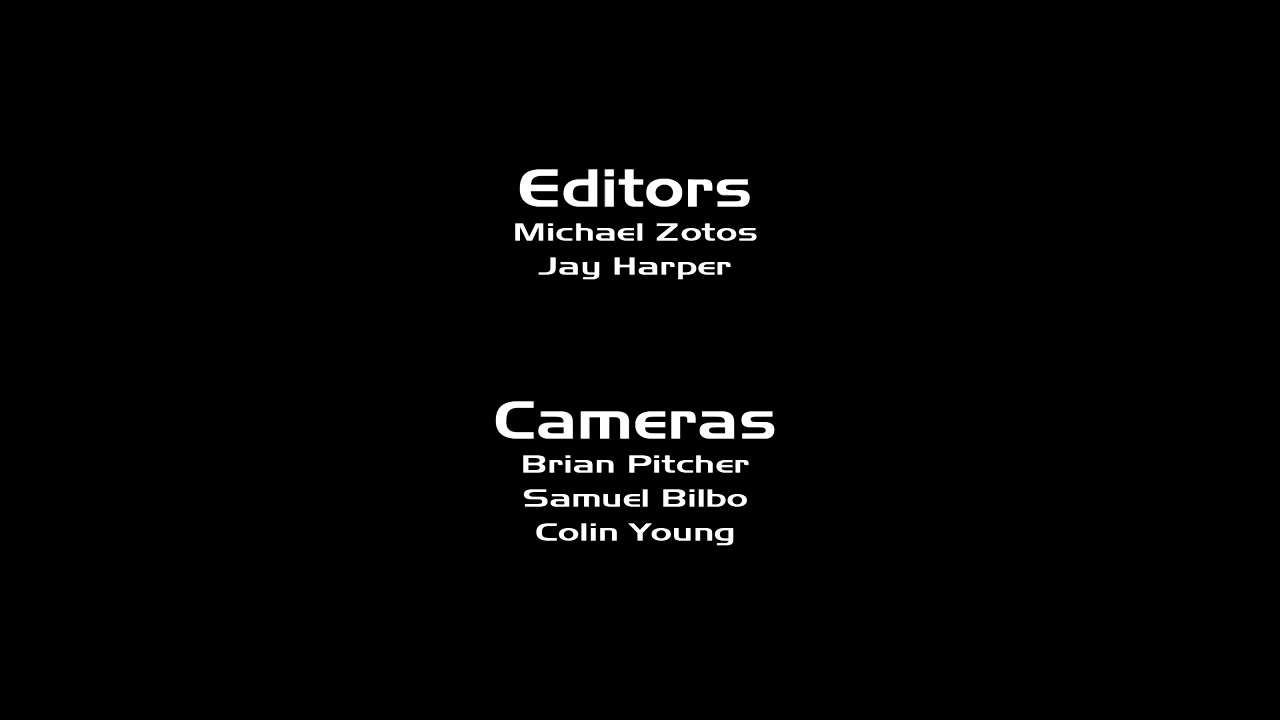 Editors
Michael Zotos
Jay Harper
Cameras
Brian Pitcher
Samuel Bilbo
Colin Young